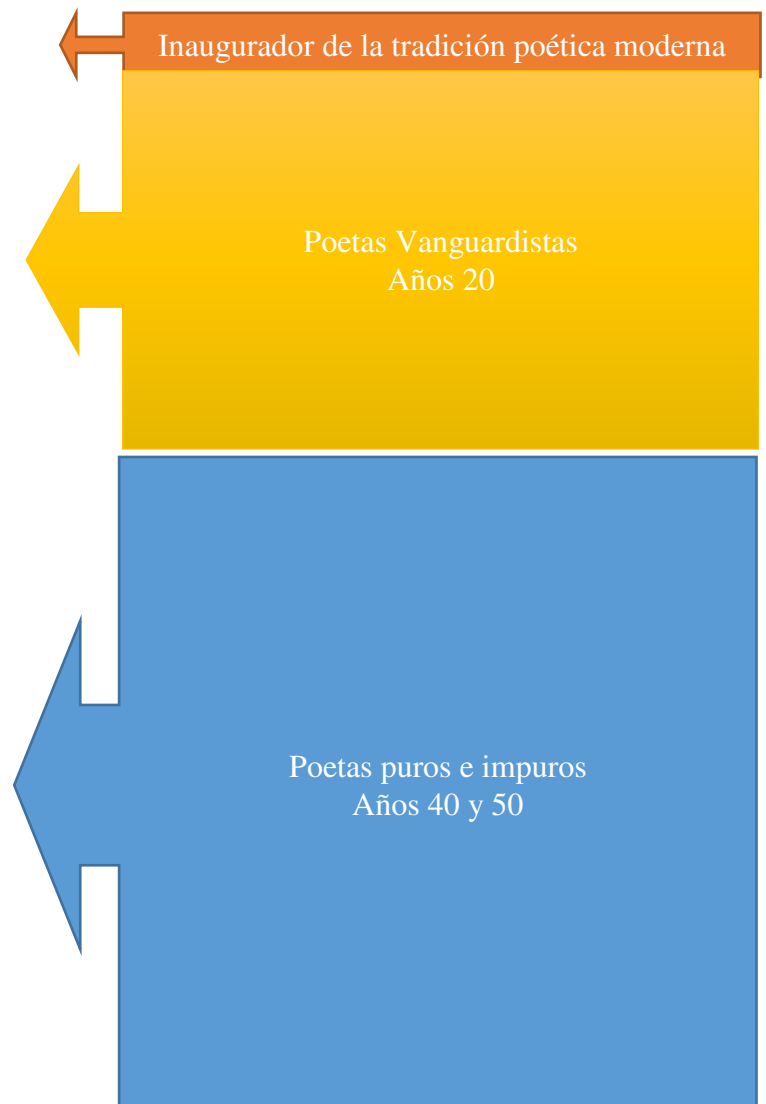 Inaugurador de la tradición poética moderna
Poetas Vanguardistas
Años 20
Poetas puros e impuros
Años 40 y 50